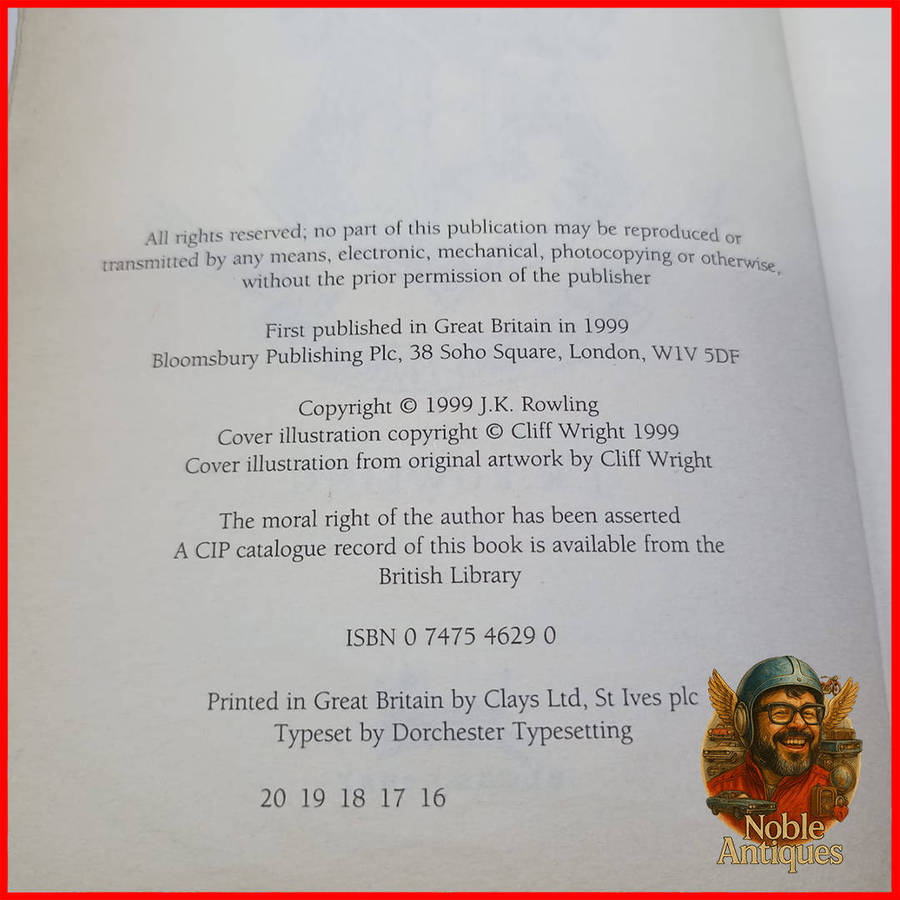 All rights reserved; no part of this publication may be reproduced or
transmitted by any means, electronic, mechanical, photocopying or otherwise,
without the prior permission of the publisher
First published in Great Britain in 1999
Bloomsbury Publishing Plc, 38 Soho Square, London, W1V 5DF
Copyright © 1999 J.K. Rowling
Cover illustration copyright © Cliff Wright 1999
Cover illustration from original artwork by Cliff Wright
The moral right of the author has been asserted
A CIP catalogue record of this book is available from the
British Library
ISBN 0 7475 4629 0
Printed in Great Britain by Clays Ltd, St Ives plc
Typeset by Dorchester Typesetting
20 19 18 17 16
Noble
Antiques